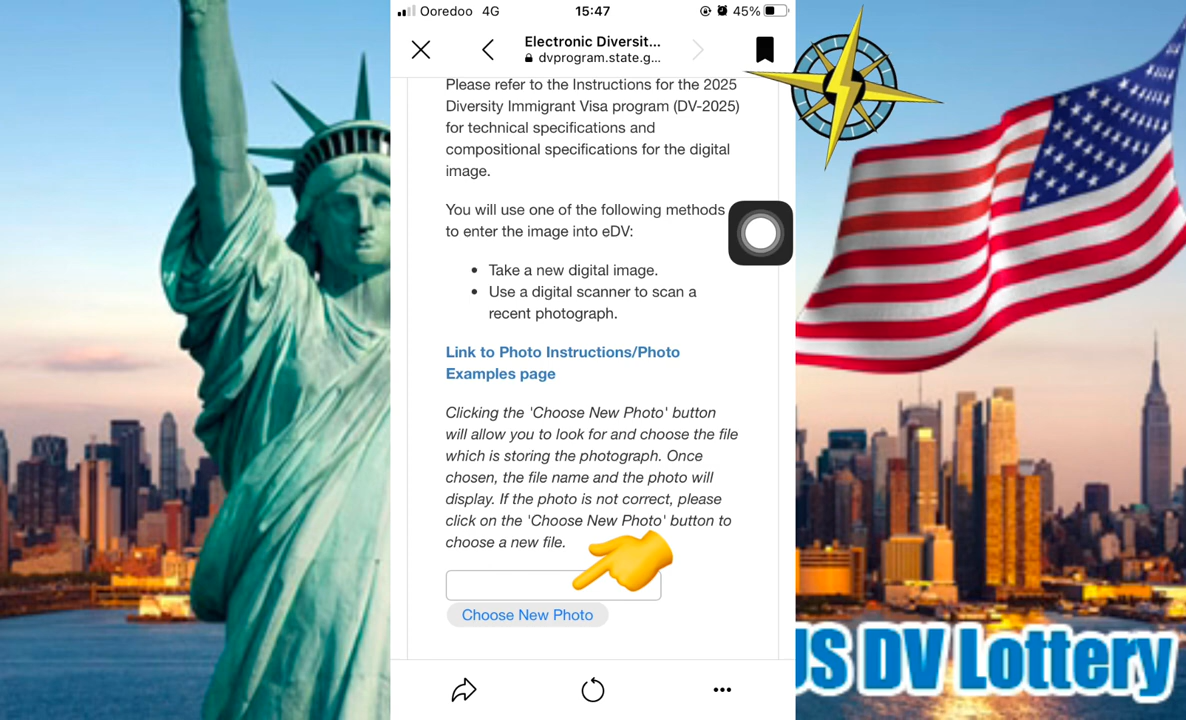 Ooredoo 4G 15:47 45%
Electronic Diversit...
dvprogram.state.g...
Please refer to the Instructions for the 2025
Diversity Immigrant Visa program (DV-2025)
for technical specifications and
compositional specifications for the digital
image.
You will use one of the following methods
to enter the image into eDV:
• Take a new digital image.
• Use a digital scanner to scan a
recent photograph.
Link to Photo Instructions/Photo
Examples page
Clicking the 'Choose New Photo' button
will allow you to look for and choose the file
which is storing the photograph. Once
chosen, the file name and the photo will
display. If the photo is not correct, please
click on the 'Choose New Photo' button to
choose a new file.
Choose New Photo
US DV Lottery